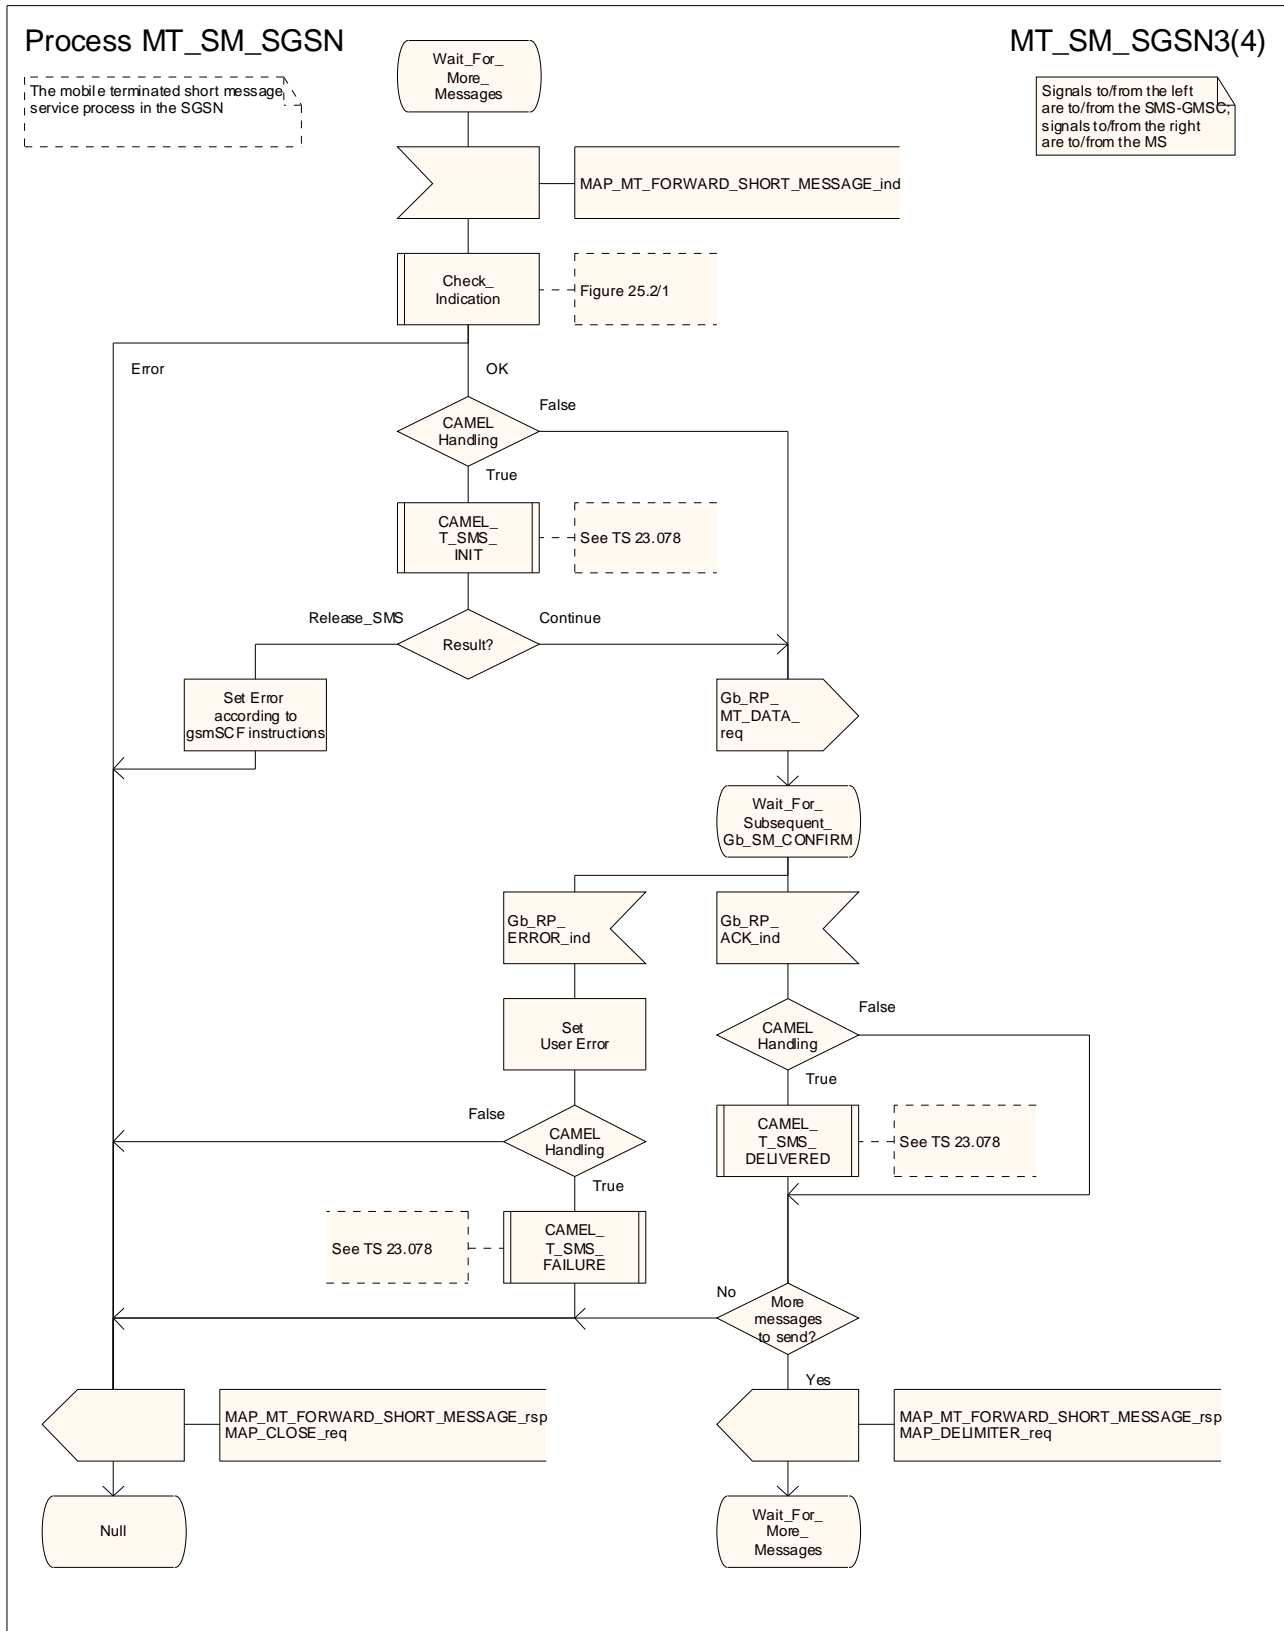 Process MT_SM_SGSN
MT_SM_SGSN3(4)
The mobile terminated short message
service process in the SGSN
Wait_For_
More_
Messages
Signals to/from the left
are to/from the SMS-GMSC;
signals to/from the right
are to/from the MS
MAP_MT_FORWARD_SHORT_MESSAGE_ind
Check_
Indication
Figure 25.2/1
Error
OK
CAMEL
Handling
False
True
CAMEL_
T_SMS_
INIT
See TS 23.078
Release_SMS
Result?
Continue
Set Error
according to
gsmSCF instructions
Gb_RP_
MT_DATA_
req
Wait_For_
Subsequent_
Gb_SM_CONFIRM
Gb_RP_
ERROR_ind
Gb_RP_
ACK_ind
Set
User Error
CAMEL
Handling
False
True
False
CAMEL
Handling
True
CAMEL_
T_SMS_
DELIVERED
See TS 23.078
See TS 23.078
CAMEL_
T_SMS_
FAILURE
No
More
messages
to send?
Yes
MAP_MT_FORWARD_SHORT_MESSAGE_rsp
MAP_CLOSE_req
MAP_MT_FORWARD_SHORT_MESSAGE_rsp
MAP_DELIMITER_req
Null
Wait_For_
More_
Messages